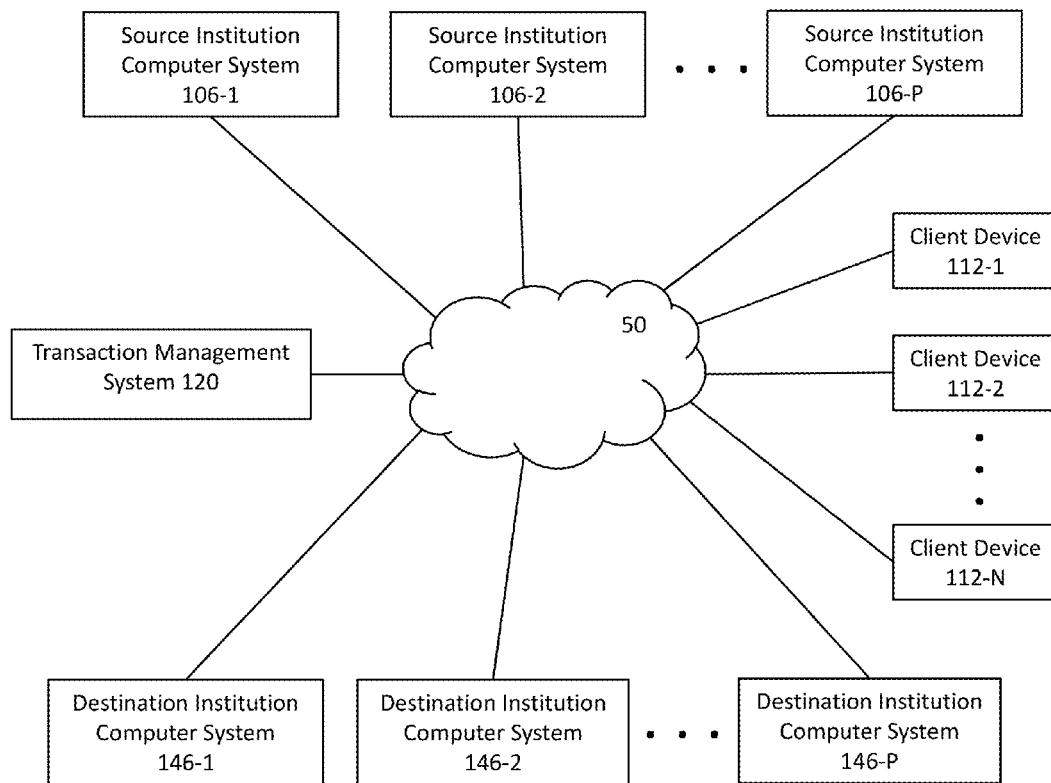 Source Institution
Computer System
106-1
Source Institution
Computer System
106-2
Source Institution
Computer System
106-P
Client Device
112-1
50
Transaction Management
System 120
Client Device
112-2
Client Device
112-N
Destination Institution
Computer System
146-1
Destination Institution
Computer System
146-2
Destination Institution
Computer System
146-P